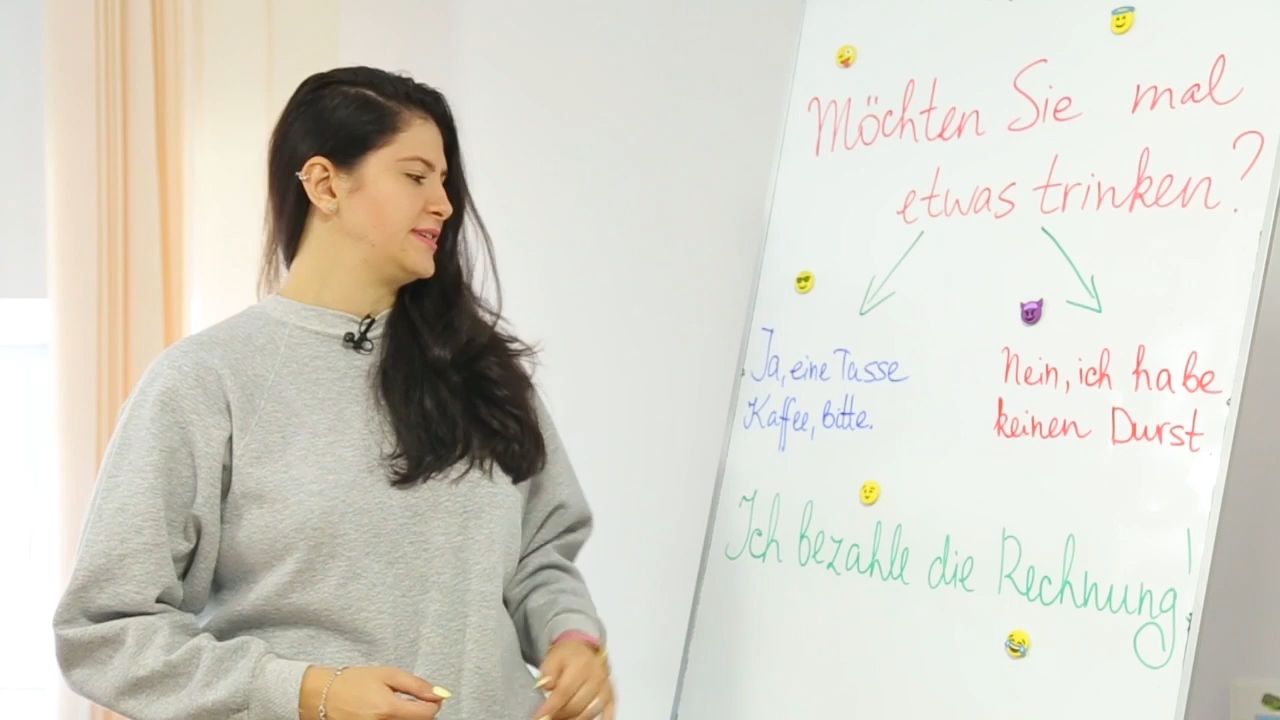 Möchten Sie mal
etwas trinken?
Ja, eine Tasse
Kaffee, bitte.
Nein, ich habe
keinen Durst
Ich bezahle die Rechnung!